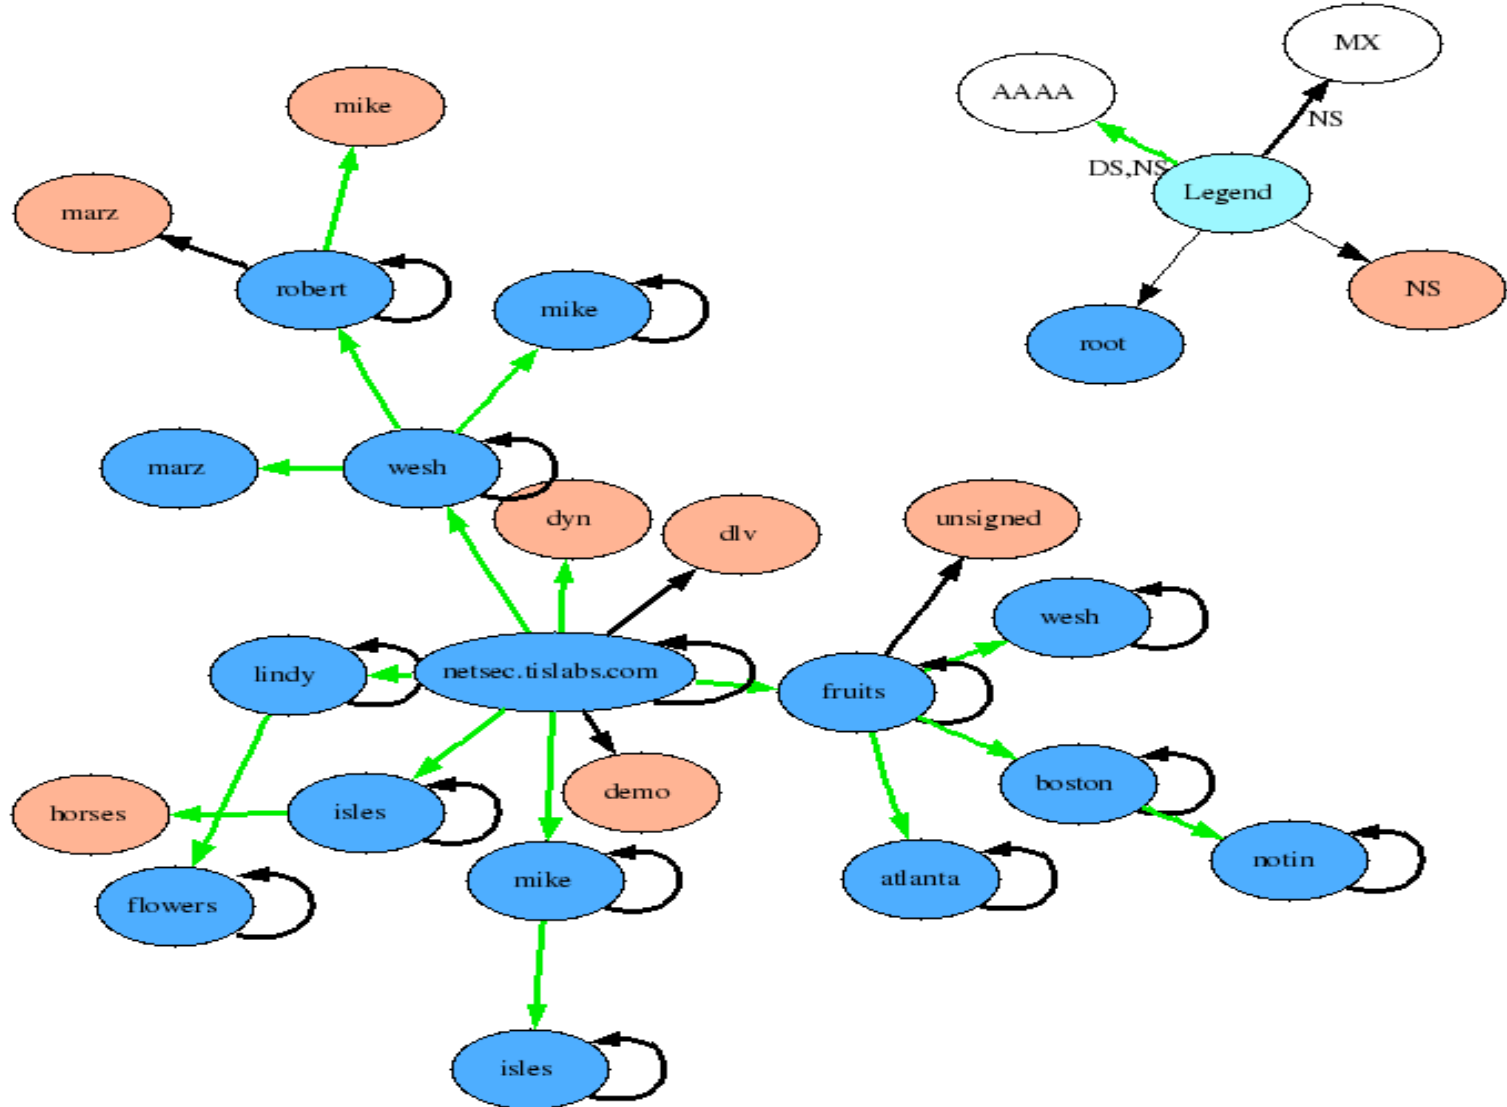 MX
AAAA
mike
NS
DS,NS
Legend
marz
robert
NS
mike
root
marz
wesh
dyn
dlv
unsigned
wesh
lindy
netsec.tislabs.com
fruits
horses
isles
demo
boston
flowers
mike
atlanta
notin
isles